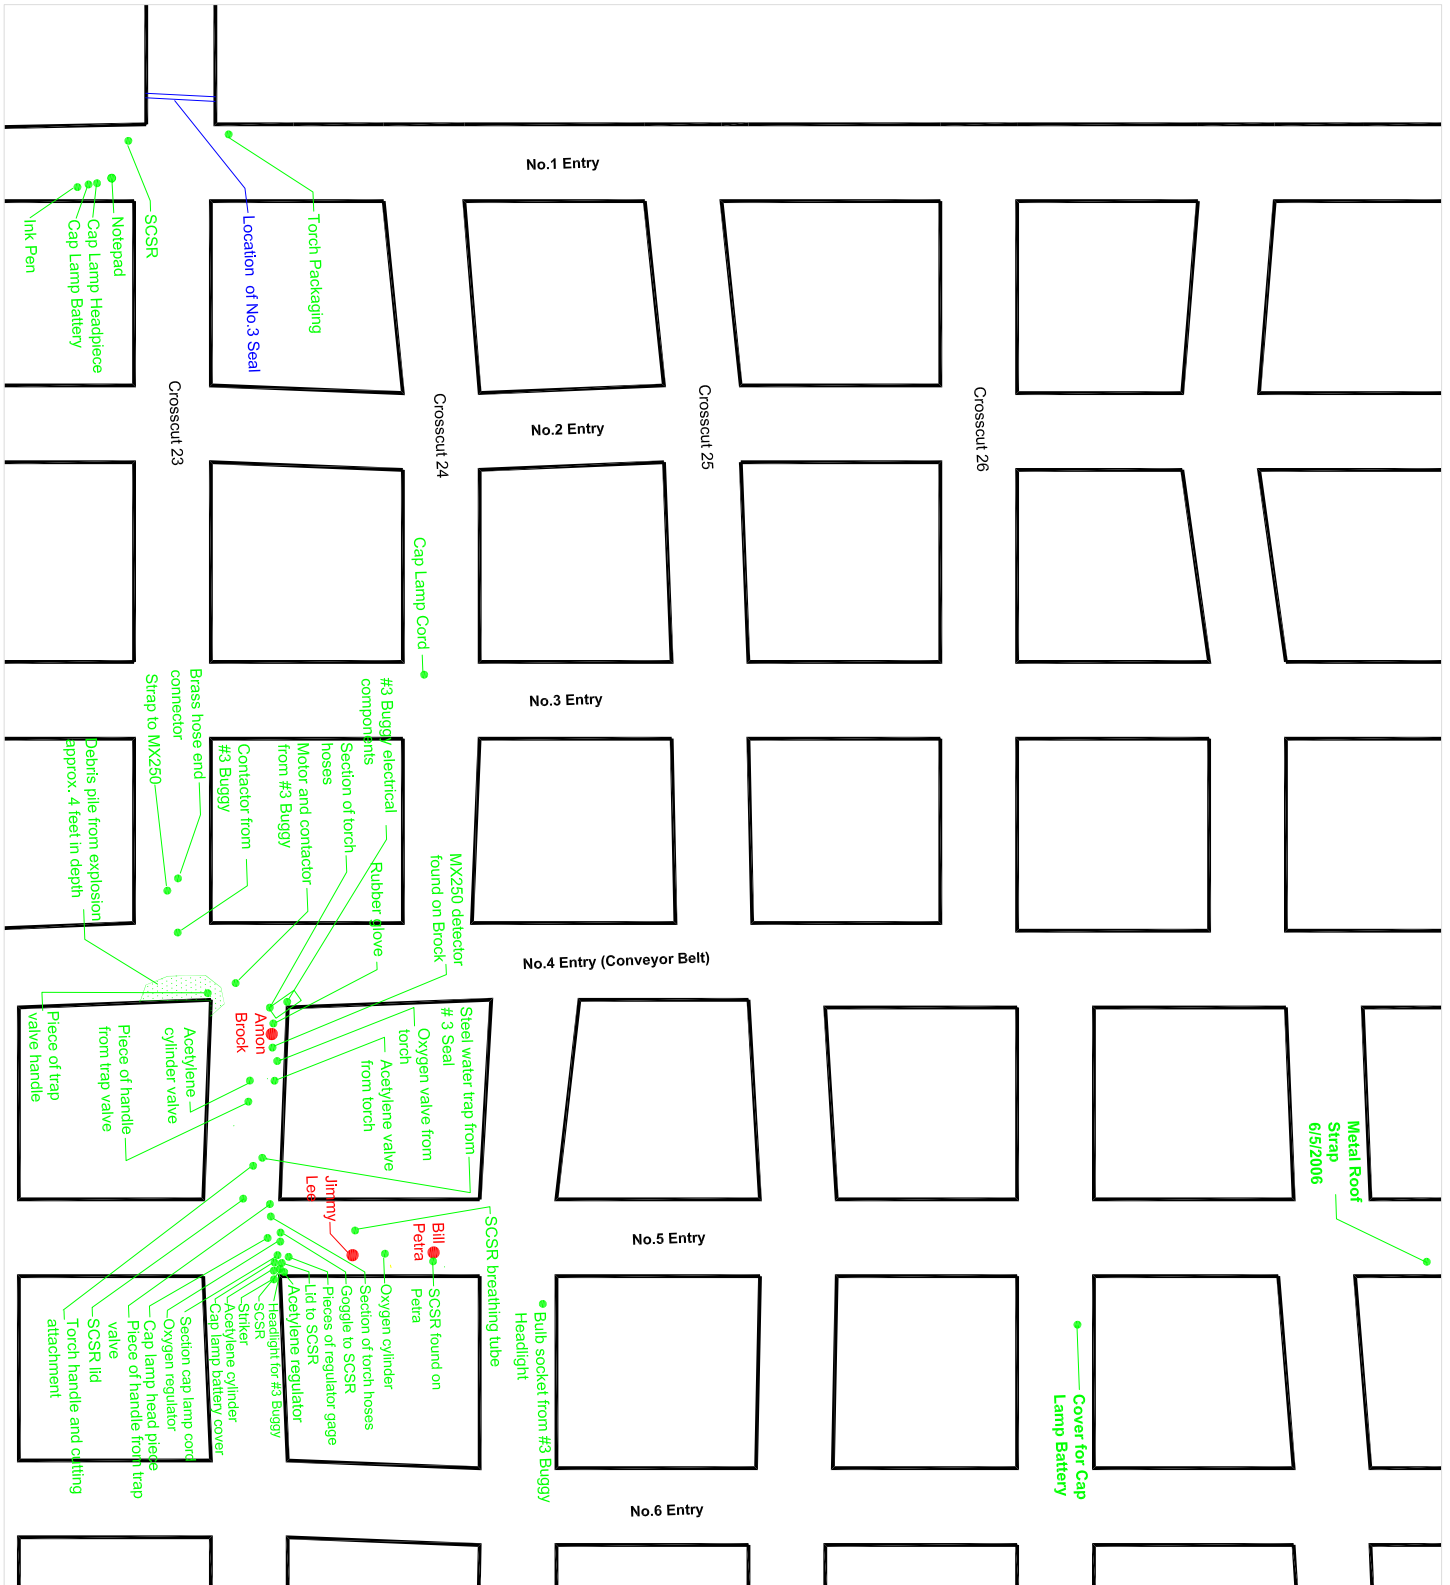 No.1 Entry
SCSR
Notepad
Cap Lamp Headpiece
Cap Lamp Battery
Ink Pen
Torch Packaging
Location of No.3 Seal
Crosscut 23
Crosscut 24
Crosscut 25
Crosscut 26
No.2 Entry
Cap Lamp Cord
No.3 Entry
Brass hose end
connector
Strap to MX250
Debris pile from explosion
approx. 4 feet in depth
#3 Buggy electrical
components
Section of torch
hoses
Motor and contactor
from #3 Buggy
Contactor from
#3 Buggy
Rubber glove
MX250 detector
found on Brock
No.4 Entry (Conveyor Belt)
Amon
Brock
Piece of trap
valve handle
Piece of handle
from trap valve
Acetylene
cylinder valve
Steel water trap from
# 3 Seal
Oxygen valve from
torch
Acetylene valve
from torch
Metal Roof
Strap
6/5/2006
Jimmy
Lee
Bill
Petra
No.5 Entry
SCSR breathing tube
SCSR found on
Petra
Oxygen cylinder
Section of torch hoses
Goggle to SCSR
Pieces of regulator gage
Lid to SCSR
Acetylene regulator
Headlight for #3 Buggy
SCSR
Striker
Acetylene cylinder
Cap lamp battery cover
Section cap lamp cord
Oxygen regulator
Cap lamp head piece
Piece of handle from trap
valve
SCSR lid
Torch handle and cutting
attachment
Bulb socket from #3 Buggy
Headlight
Cover for Cap
Lamp Battery
No.6 Entry